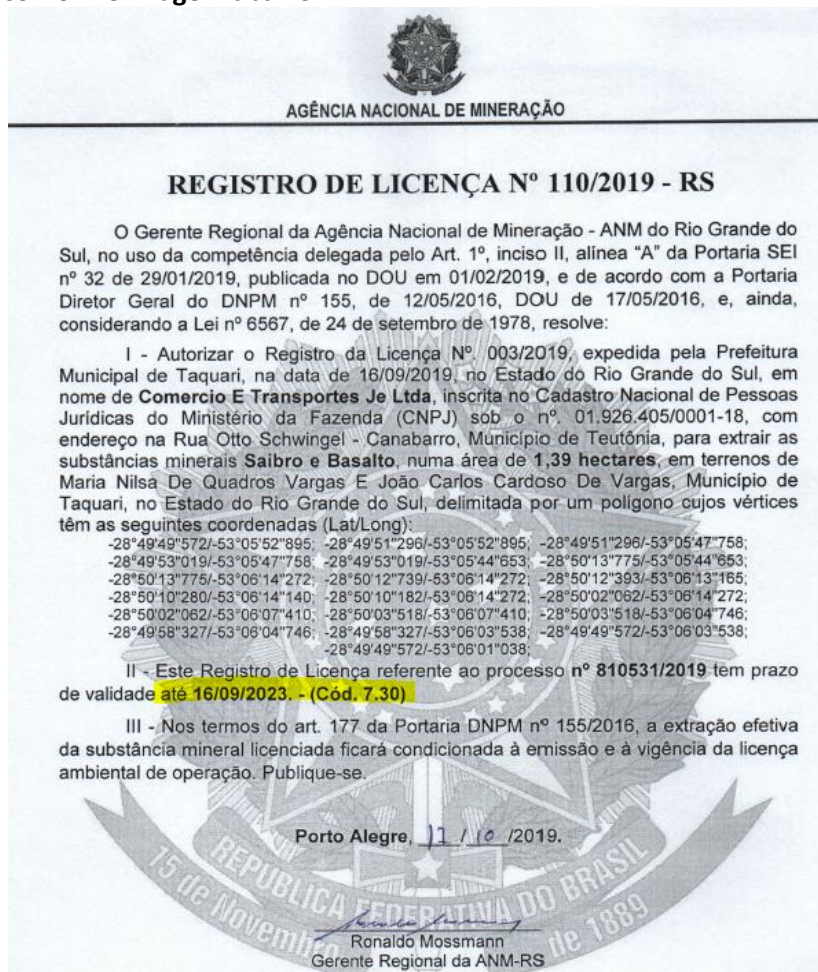 AGÊNCIA NACIONAL DE MINERAÇÃO
REGISTRO DE LICENÇA Nº 110/2019 - RS
O Gerente Regional da Agência Nacional de Mineração - ANM do Rio Grande do
Sul, no uso da competência delegada pelo Art. 1º, inciso II, alínea “A” da Portaria SEI
nº 32 de 29/01/2019, publicada no DOU em 01/02/2019, e de acordo com a Portaria
Diretor Geral do DNPM nº 155, de 12/05/2016, DOU de 17/05/2016, e, ainda,
considerando a Lei nº 6567, de 24 de setembro de 1978, resolve:
I - Autorizar o Registro da Licença Nº. 003/2019, expedida pela Prefeitura
Municipal de Taquari, na data de 16/09/2019, no Estado do Rio Grande do Sul, em
nome de Comercio E Transportes Je Ltda, inscrita no Cadastro Nacional de Pessoas
Jurídicas do Ministério da Fazenda (CNPJ) sob o nº. 01.926.405/0001-18, com
endereço na Rua Otto Schwingel - Canabarro, Município de Teutônia, para extrair as
substâncias minerais Saibro e Basalto, numa área de 1,39 hectares, em terrenos de
Maria Nilsa De Quadros Vargas E João Carlos Cardoso De Vargas, Município de
Taquari, no Estado do Rio Grande do Sul, delimitada por um polígono cujos vértices
têm as seguintes coordenadas (Lat/Long):
-28°49'49"572/-53°05'52"895; -28°49'51"296/-53°05'52"895; -28°49'51"296/-53°05'47"758;
-28°49'53"019/-53°05'47"758; -28°49'53"019/-53°05'44"653; -28°50'13"775/-53°05'44"653;
-28°50'13"775/-53°06'14"272; -28°50'12"739/-53°06'14"272; -28°50'12"393/-53°06'13"165;
-28°50'10"280/-53°06'14"140; -28°50'10"182/-53°06'14"272; -28°50'02"062/-53°06'14"272;
-28°50'02"062/-53°06'07"410; -28°50'03"518/-53°06'07"410; -28°50'03"518/-53°06'04"746;
-28°49'58"327/-53°06'04"746; -28°49'58"327/-53°06'03"538; -28°49'49"572/-53°06'03"538;
-28°49'49"572/-53°06'01"038;
II - Este Registro de Licença referente ao processo nº 810531/2019 tem prazo
de validade até 16/09/2023. - (Cód. 7.30)
III - Nos termos do art. 177 da Portaria DNPM nº 155/2016, a extração efetiva
da substância mineral licenciada ficará condicionada à emissão e à vigência da licença
ambiental de operação. Publique-se.
Porto Alegre, / 10 /2019.
REPUBLICA FEDERATIVA DO BRASIL
15 de Novembro de 1889
Ronaldo Mossmann
Gerente Regional da ANM-RS